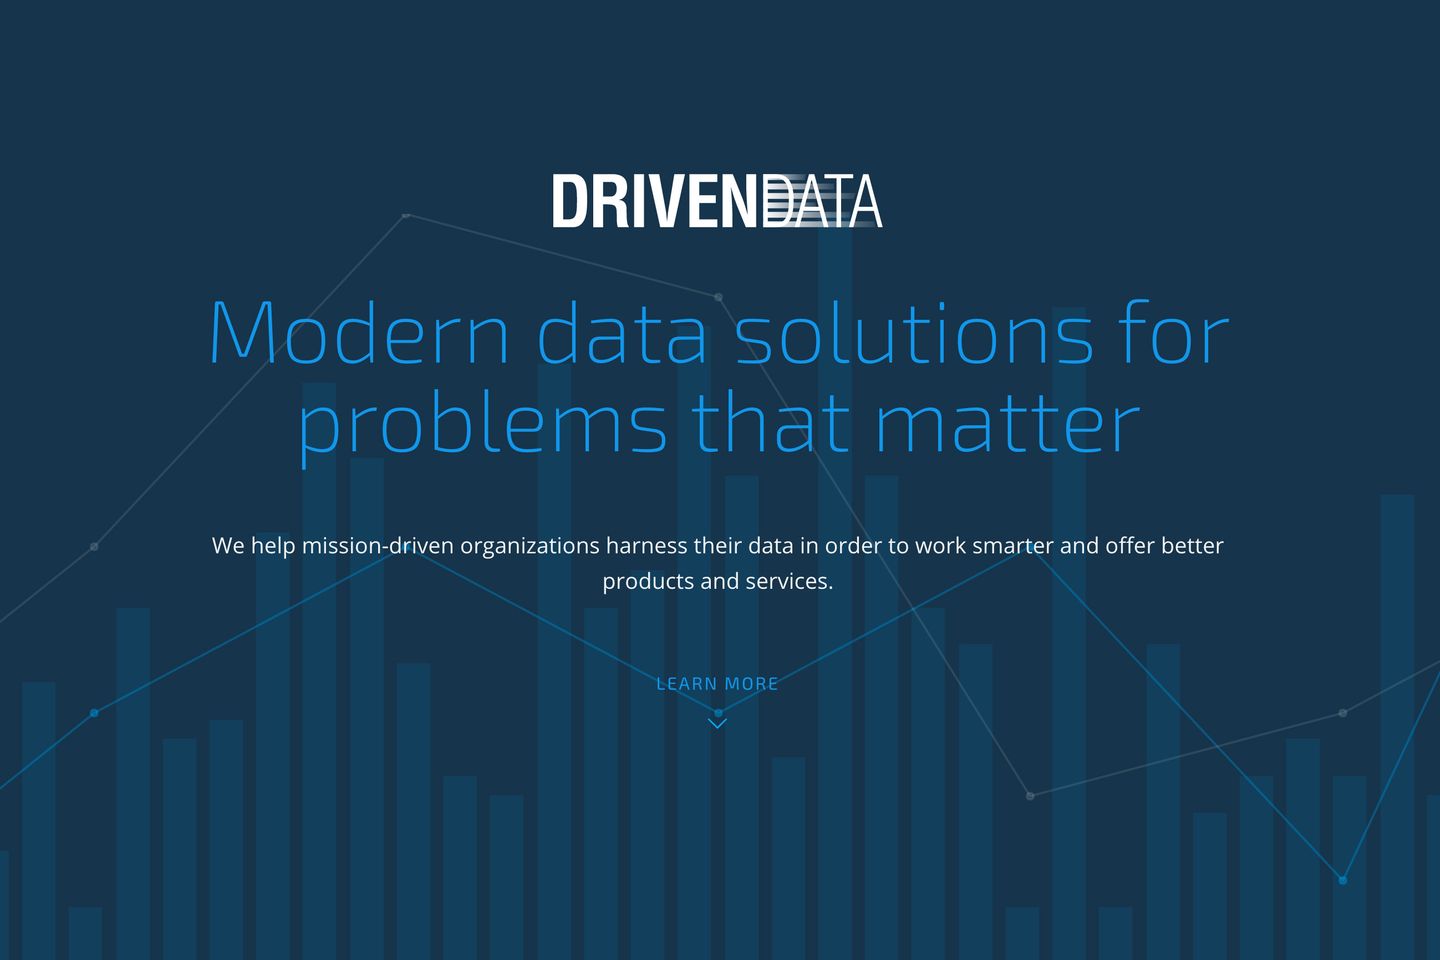 DRIVENDATA
Modern data solutions for
problems that matter
We help mission-driven organizations harness their data in order to work smarter and offer better
products and services.
LEARN MORE